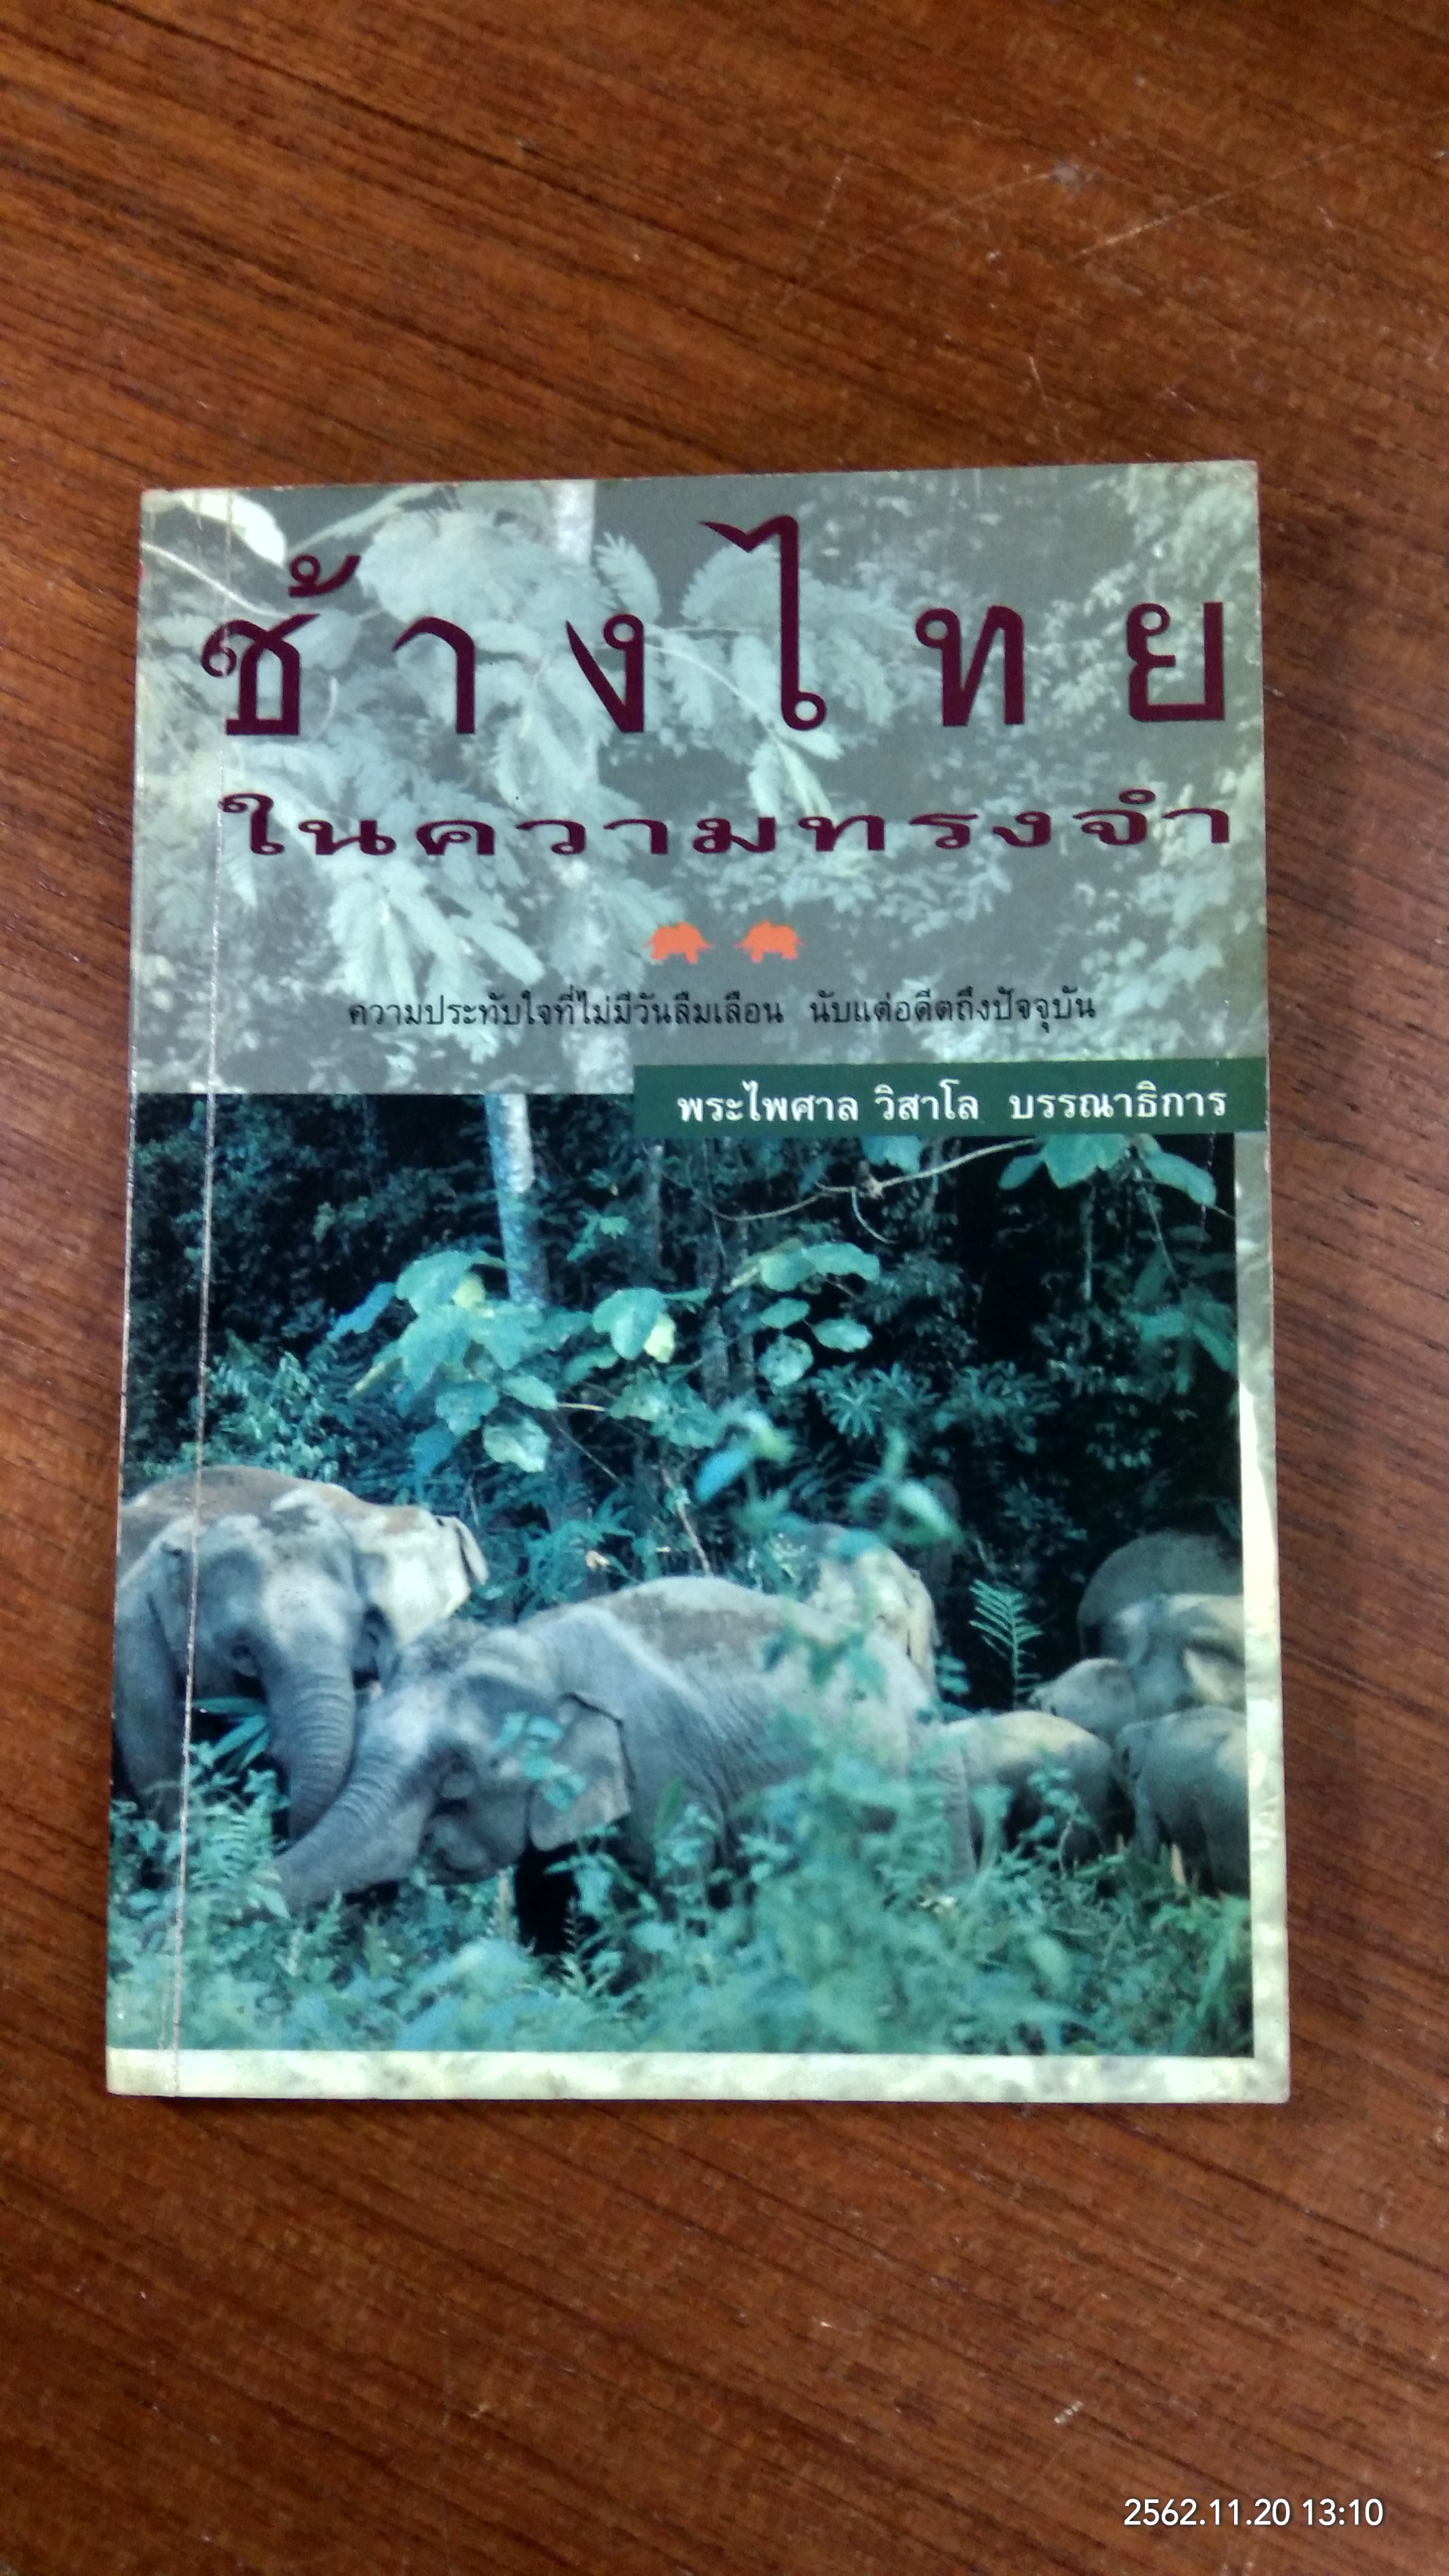 ช้างไทย
ในความทรงจำ
ความประทับใจที่ไม่มีวันลืมเลือน นับแต่อดีตถึงปัจจุบัน
พระไพศาล วิสาโล บรรณาธิการ
2562.11.20 13:10